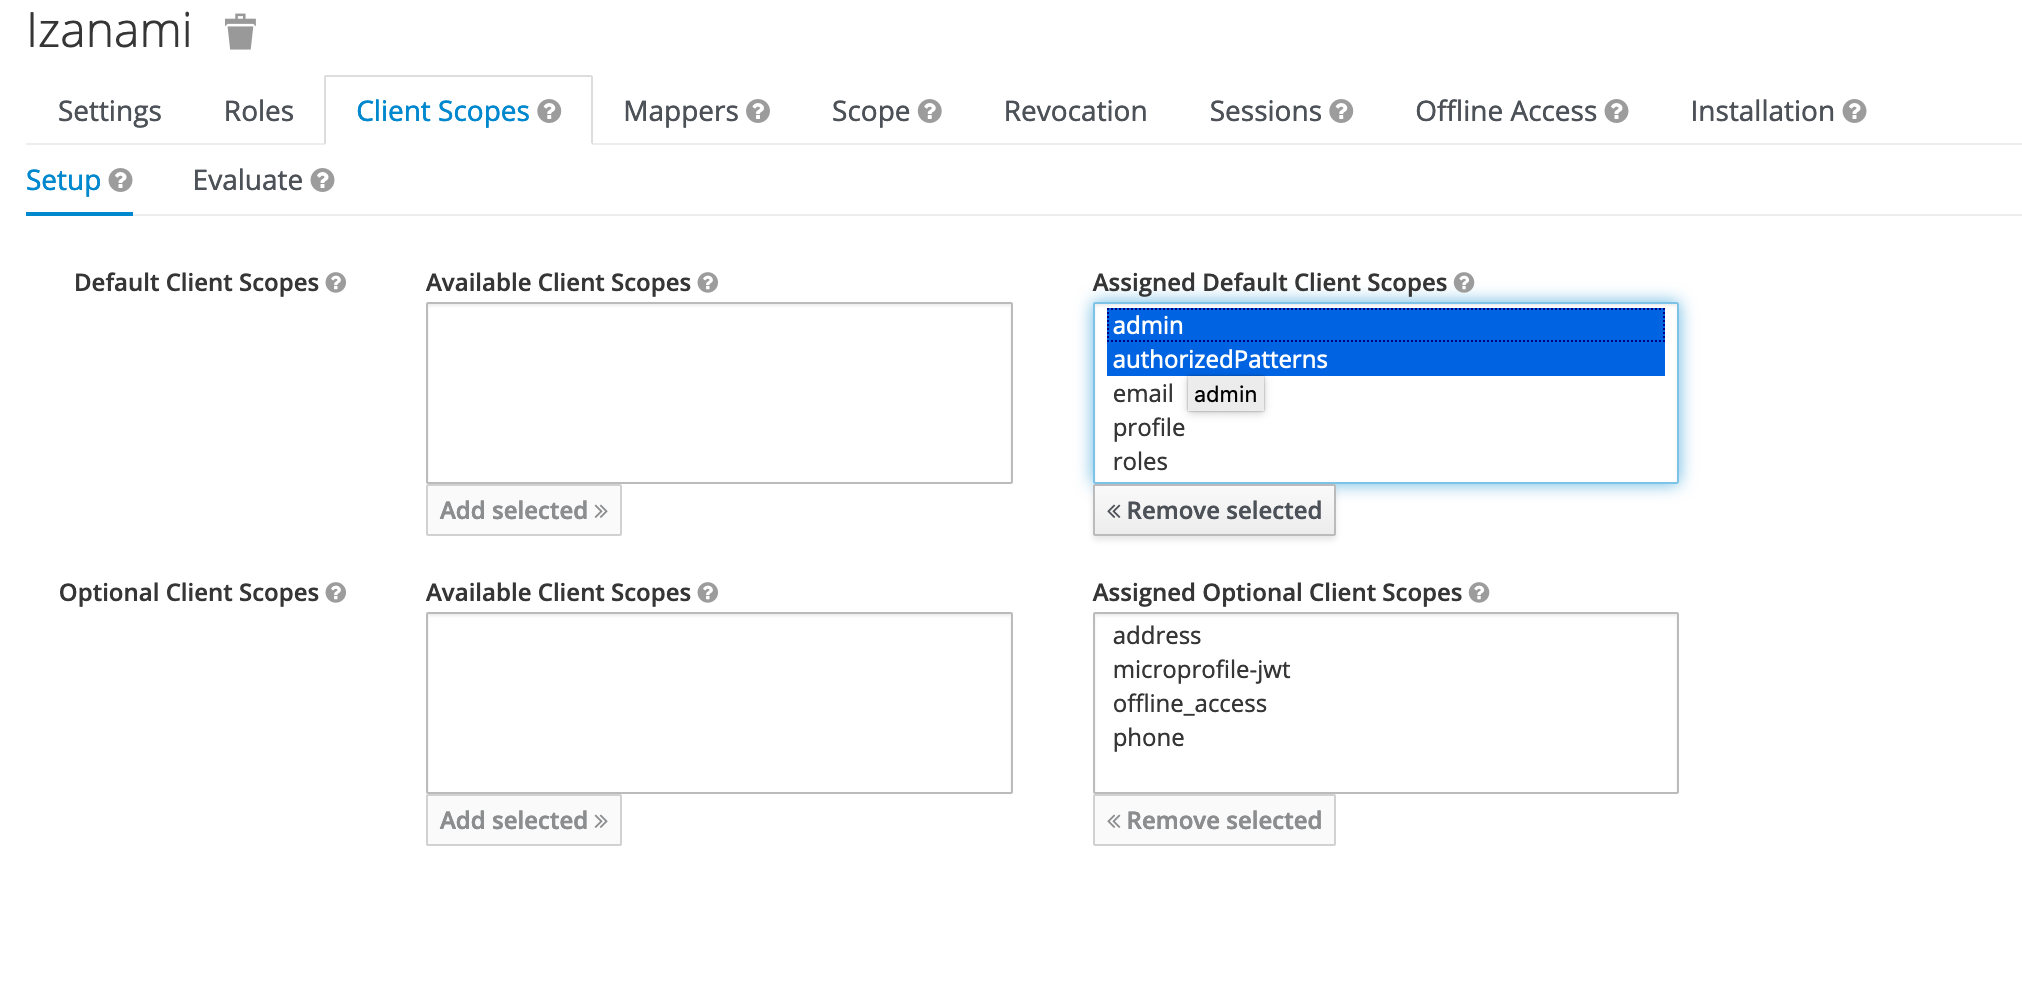 Izanami
Settings Roles Client Scopes ? Mappers ? Scope ? Revocation Sessions ? Offline Access ? Installation ?
Setup ? Evaluate ?
Default Client Scopes ? Available Client Scopes ? Assigned Default Client Scopes ?
admin
authorizedPatterns
email admin
profile
roles
Add selected » « Remove selected
Optional Client Scopes ? Available Client Scopes ? Assigned Optional Client Scopes ?
address
microprofile-jwt
offline_access
phone
Add selected » « Remove selected